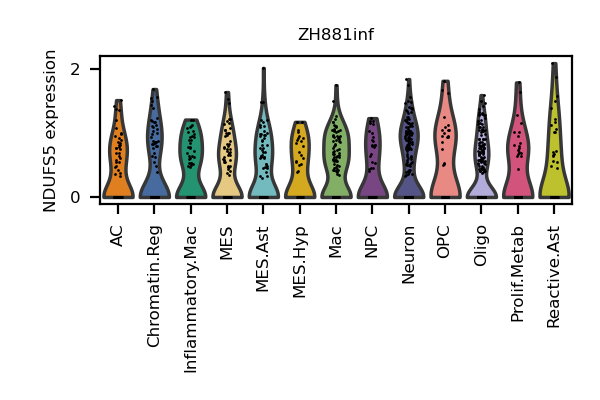 ZH881inf
NDUFS5 expression
2
0
AC
Chromatin.Reg
Inflammatory.Mac
MES
MES.Ast
MES.Hyp
Mac
NPC
Neuron
OPC
Oligo
Prolif.Metab
Reactive.Ast